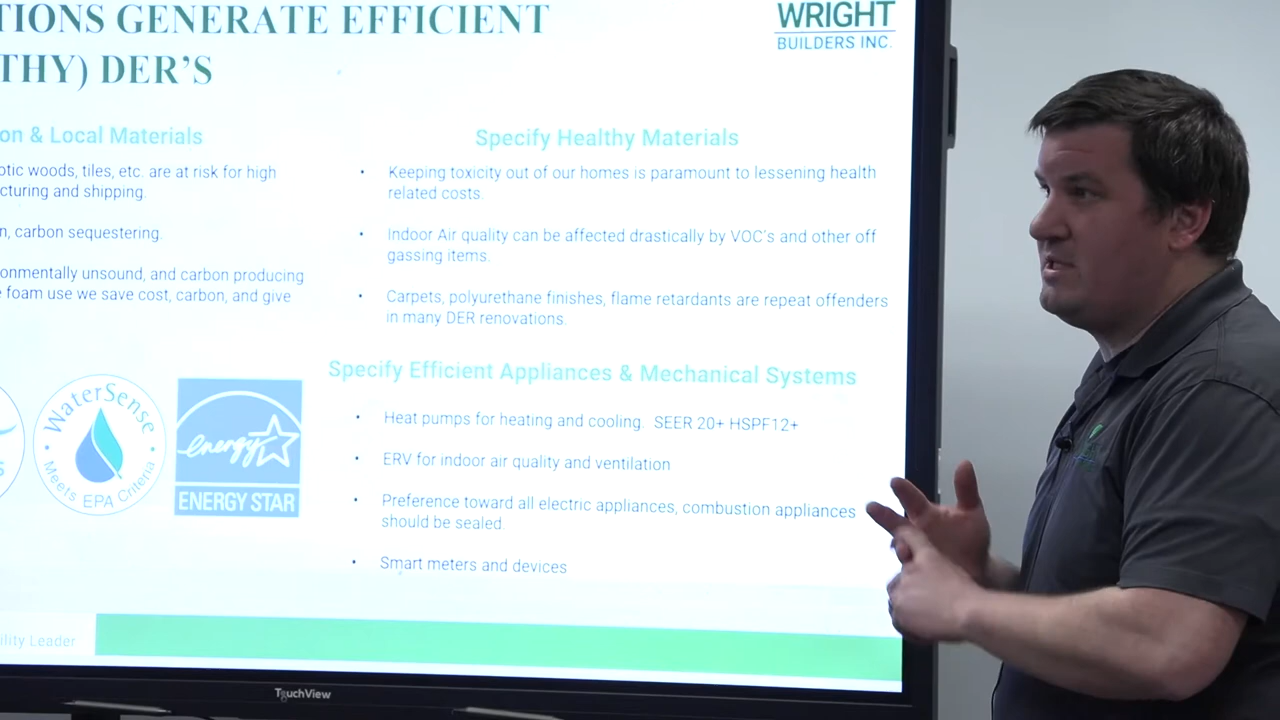 TIONS GENERATE EFFICIENT
THY) DER'S
WRIGHT
BUILDERS INC.
on & Local Materials
otic woods, tiles, etc. are at risk for high
cturing and shipping.
n, carbon sequestering.
onmentally unsound, and carbon producing
foam use we save cost, carbon, and give
Specify Healthy Materials
• Keeping toxicity out of our homes is paramount to lessening health
related costs.
• Indoor Air quality can be affected drastically by VOC's and other off
gassing items.
• Carpets, polyurethane finishes, flame retardants are repeat offenders
in many DER renovations.
Specify Efficient Appliances & Mechanical Systems
• Heat pumps for heating and cooling. SEER 20+ HSPF12+
• ERV for indoor air quality and ventilation
• Preference toward all electric appliances, combustion appliances
should be sealed.
• Smart meters and devices
WaterSense
Meets EPA Criteria
energy
ENERGY STAR
ility Leader
TouchView